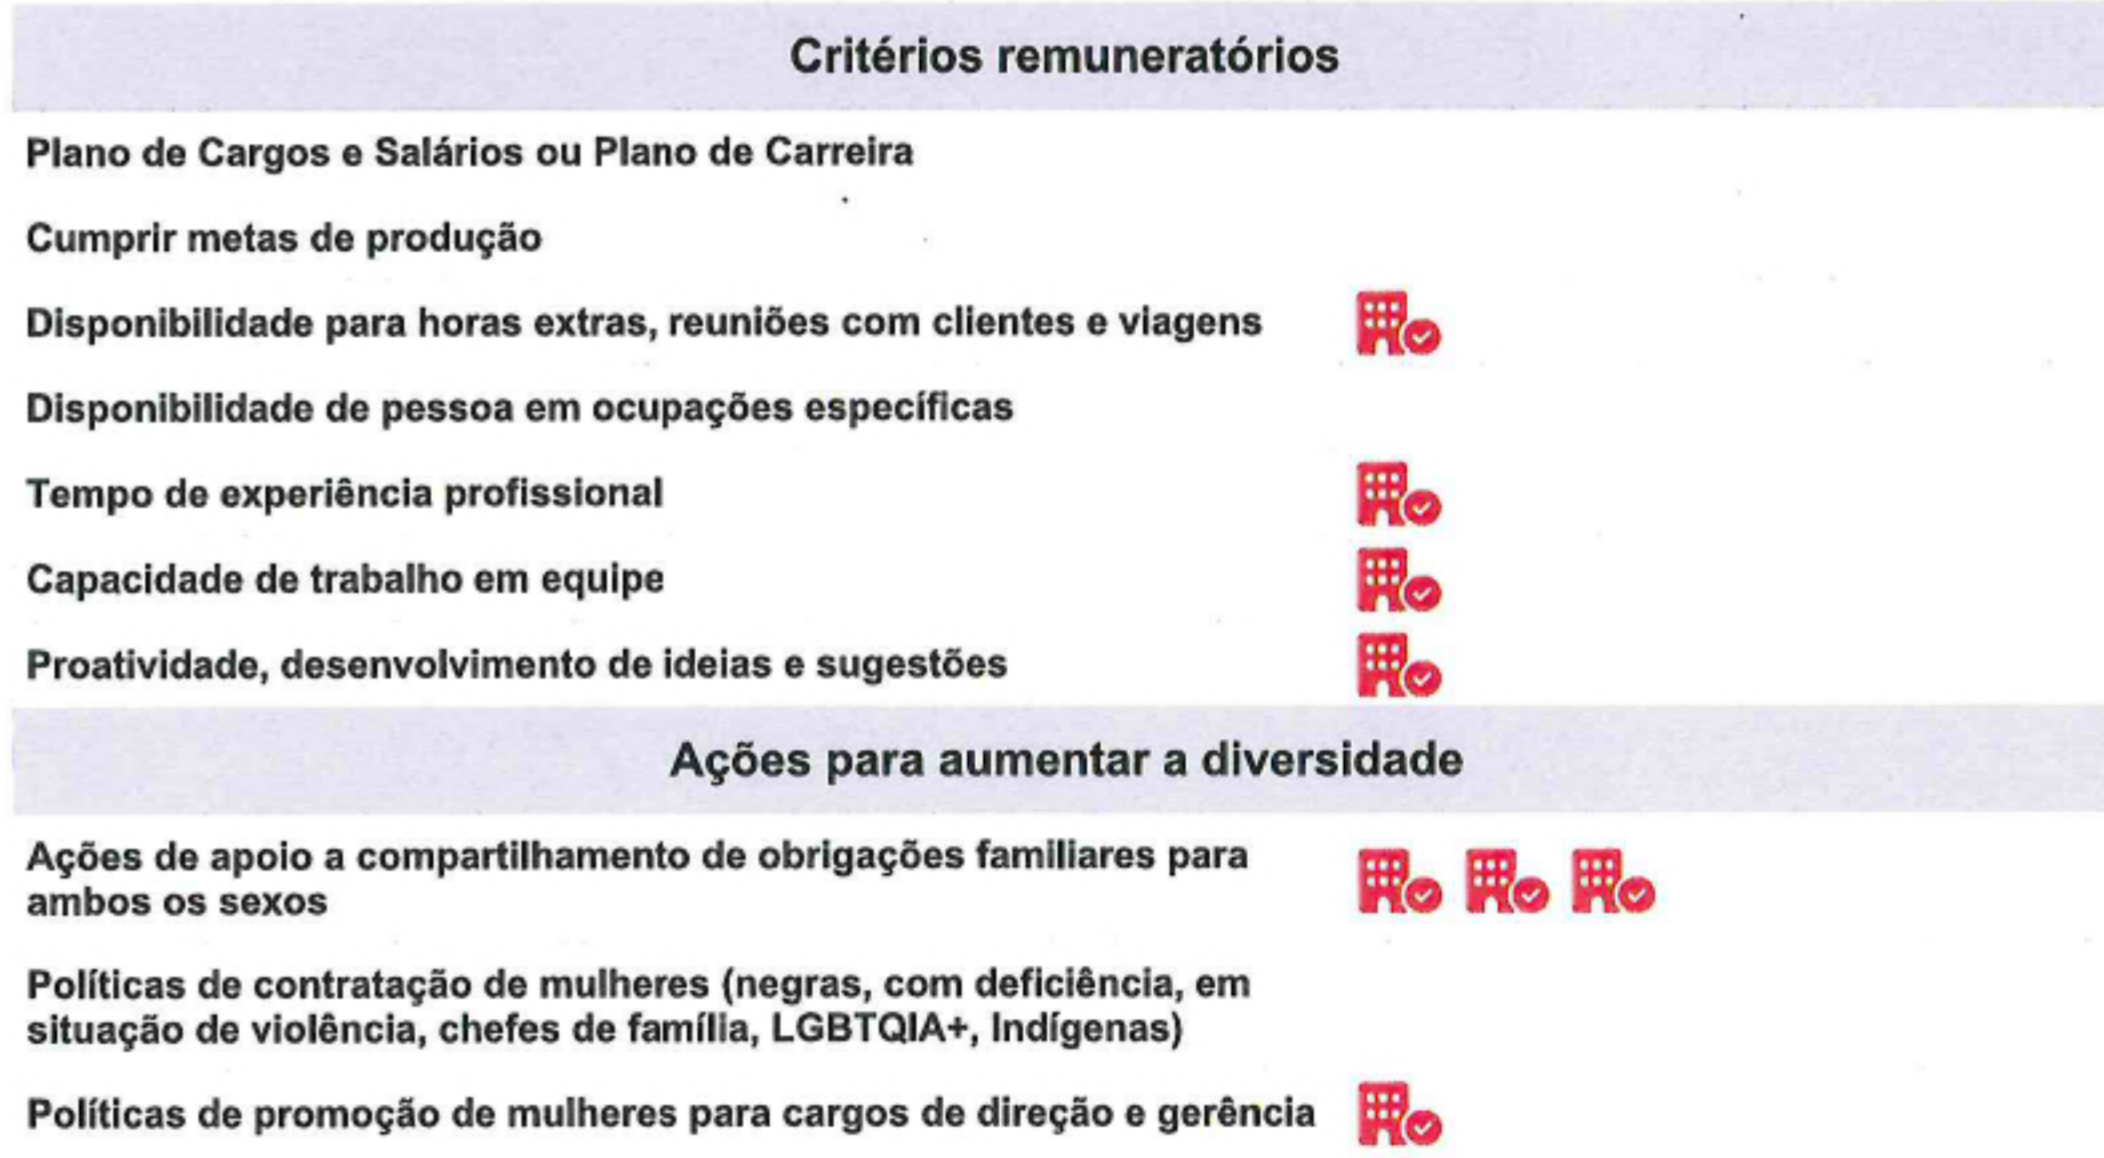 Critérios remuneratórios
Plano de Cargos e Salários ou Plano de Carreira
Cumprir metas de produção
Disponibilidade para horas extras, reuniões com clientes e viagens
Disponibilidade de pessoa em ocupações específicas
Tempo de experiência profissional
Capacidade de trabalho em equipe
Proatividade, desenvolvimento de ideias e sugestões
Ações para aumentar a diversidade
Ações de apoio a compartilhamento de obrigações familiares para
ambos os sexos
Políticas de contratação de mulheres (negras, com deficiência, em
situação de violência, chefes de família, LGBTQIA+, Indígenas)
Políticas de promoção de mulheres para cargos de direção e gerência